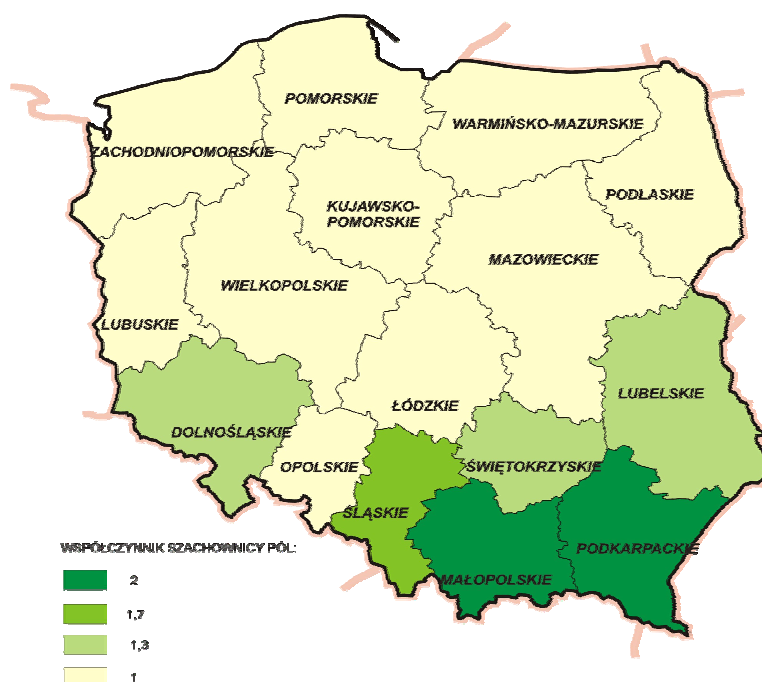 POMORSKIE
WARMIŃSKO-MAZURSKIE
ZACHODNIOPOMORSKIE
PODLASKIE
KUJAWSKO-
POMORSKIE
MAZOWIECKIE
WIELKOPOLSKIE
LUBUSKIE
LUBELSKIE
ŁÓDZKIE
DOLNOŚLĄSKIE
OPOLSKIE
ŚWIĘTOKRZYSKIE
ŚLĄSKIE
PODKARPACKIE
MAŁOPOLSKIE
WSPÓŁCZYNNIK SZACHOWNICY PÓL:
2
1,7
1,3
1